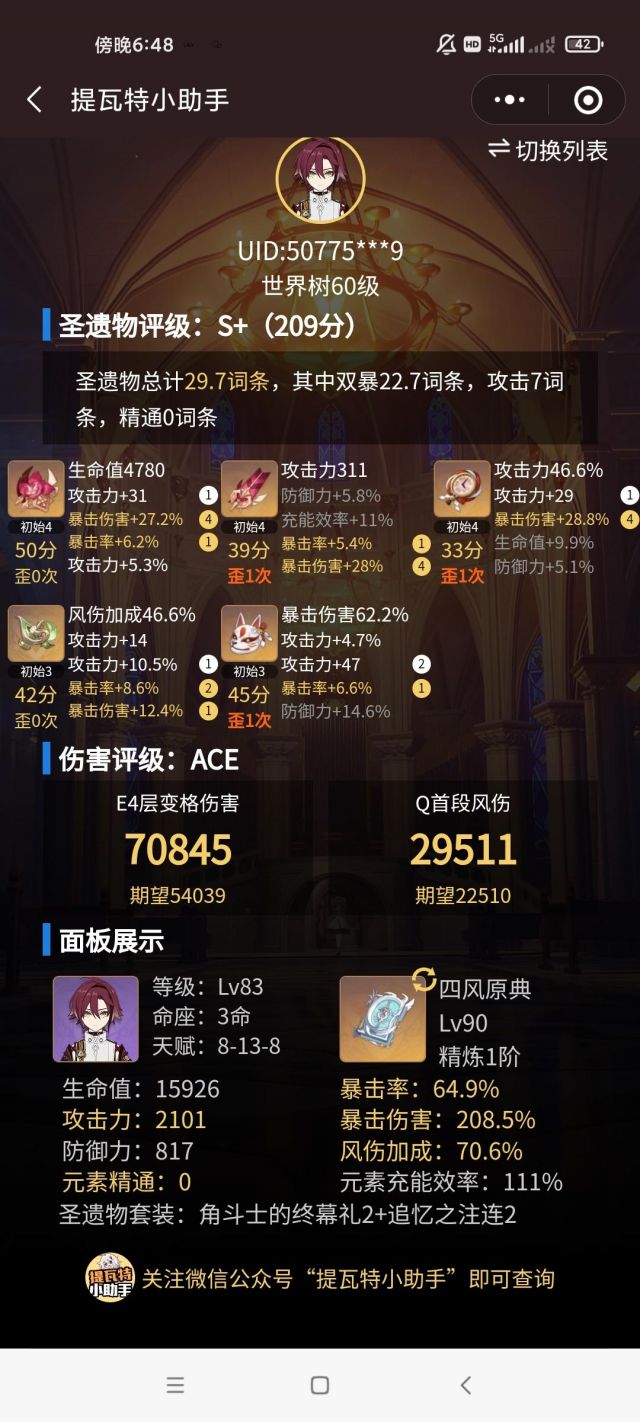 傍晚6:48
HD 5G 42
提瓦特小助手
切换列表
UID:50775***9
世界树60级
圣遗物评级：S+（209分）
圣遗物总计29.7词条，其中双暴22.7词条，攻击7词
条，精通0词条
生命值4780
攻击力+31 1
暴击伤害+27.2% 4
暴击率+6.2% 1
攻击力+5.3%
初始4
50分
歪0次
攻击力311
防御力+5.8%
充能效率+11%
暴击率+5.4% 1
暴击伤害+28% 4
初始4
39分
歪1次
攻击力46.6%
攻击力+29 1
暴击伤害+28.8% 4
生命值+9.9%
防御力+5.1%
初始4
33分
歪1次
风伤加成46.6%
攻击力+14
攻击力+10.5% 1
暴击率+8.6% 2
暴击伤害+12.4% 1
初始3
42分
歪0次
暴击伤害62.2%
攻击力+4.7%
攻击力+47 2
暴击率+6.6% 1
防御力+14.6%
初始3
45分
歪1次
伤害评级：ACE
E4层变格伤害
70845
期望54039
Q首段风伤
29511
期望22510
面板展示
等级：Lv83
命座：3命
天赋：8-13-8
四风原典
Lv90
精炼1阶
生命值：15926
暴击率：64.9%
攻击力：2101
暴击伤害：208.5%
防御力：817
风伤加成：70.6%
元素精通：0
元素充能效率：111%
圣遗物套装：角斗士的终幕礼2+追忆之注连2
提瓦特
小助手
关注微信公众号“提瓦特小助手”即可查询